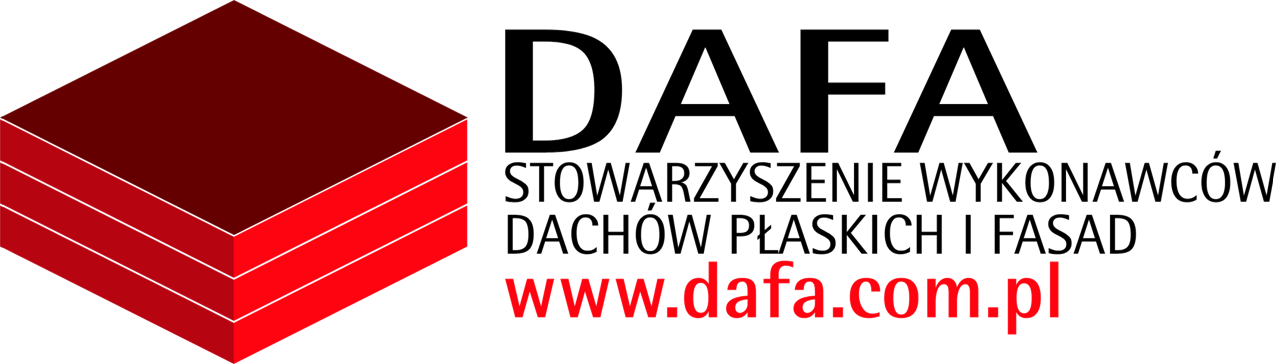 DAFA
STOWARZYSZENIE WYKONAWCÓW
DACHÓW PŁASKICH I FASAD
www.dafa.com.pl